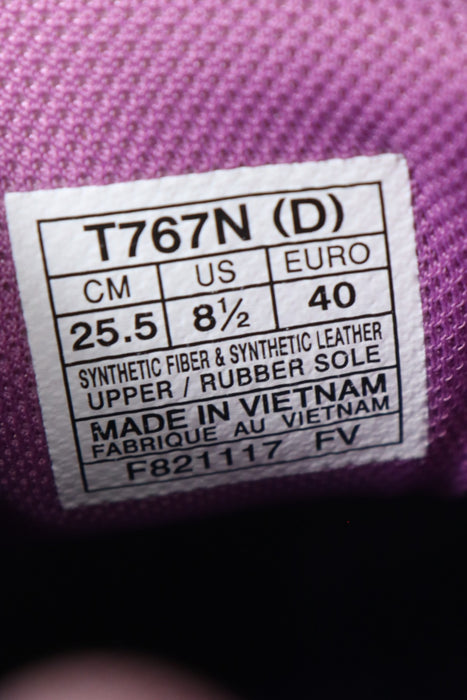 T767N (D)
CM US EURO
25.5 8½ 40
SYNTHETIC FIBER & SYNTHETIC LEATHER
UPPER / RUBBER SOLE
MADE IN VIETNAM
FABRIQUE AU VIETNAM
F821117 FV